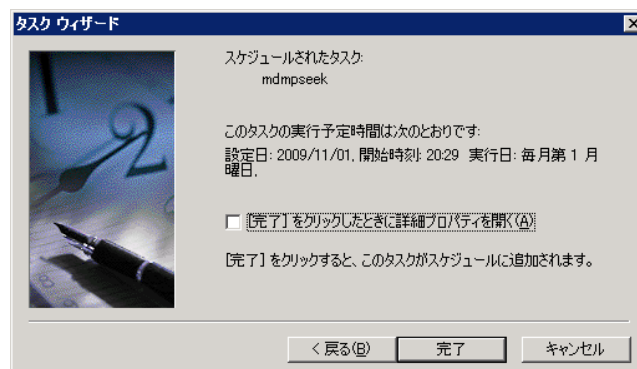 タスク ウィザード
スケジュールされたタスク:
mdmpseek
このタスクの実行予定時間は次のとおりです:
設定日: 2009/11/01, 開始時刻: 20:29 実行日: 毎月第 1 月
曜日,
[完了] をクリックしたときに詳細プロパティを開く(A)
[完了] をクリックすると、このタスクがスケジュールに追加されます。
< 戻る(B)
完了
キャンセル